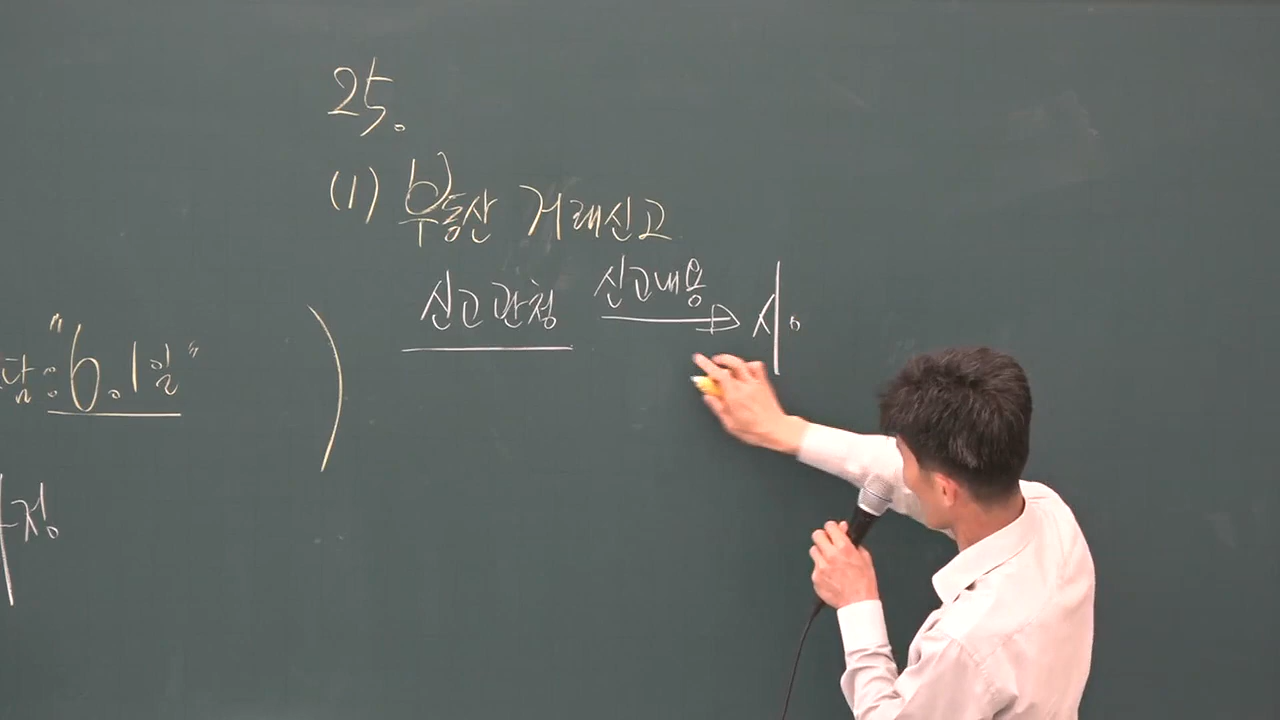 25.
(1) 부동산 거래신고
신고관청 신고내용 ⇒ 시.
답 : "6.1일"
정